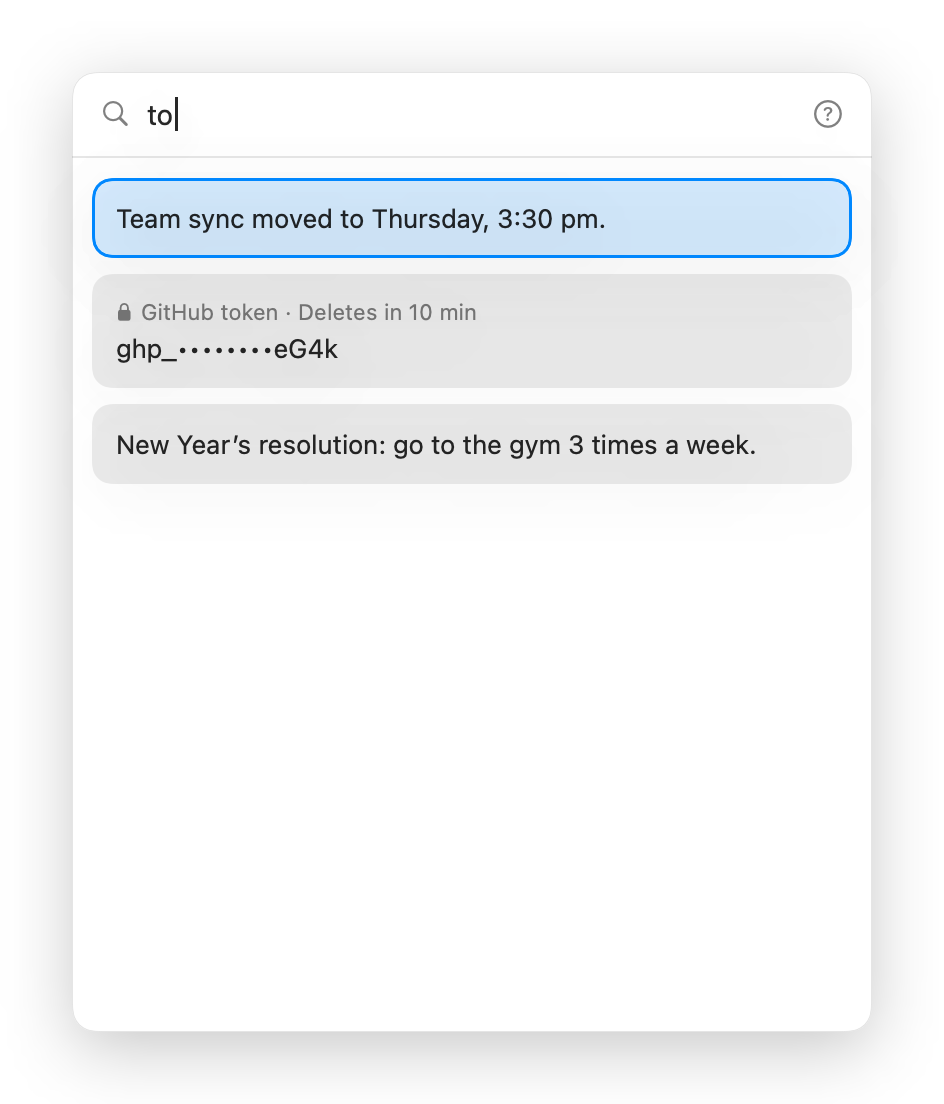 to
?
Team sync moved to Thursday, 3:30 pm.
GitHub token · Deletes in 10 min
ghp_••••••••eG4k
New Year’s resolution: go to the gym 3 times a week.